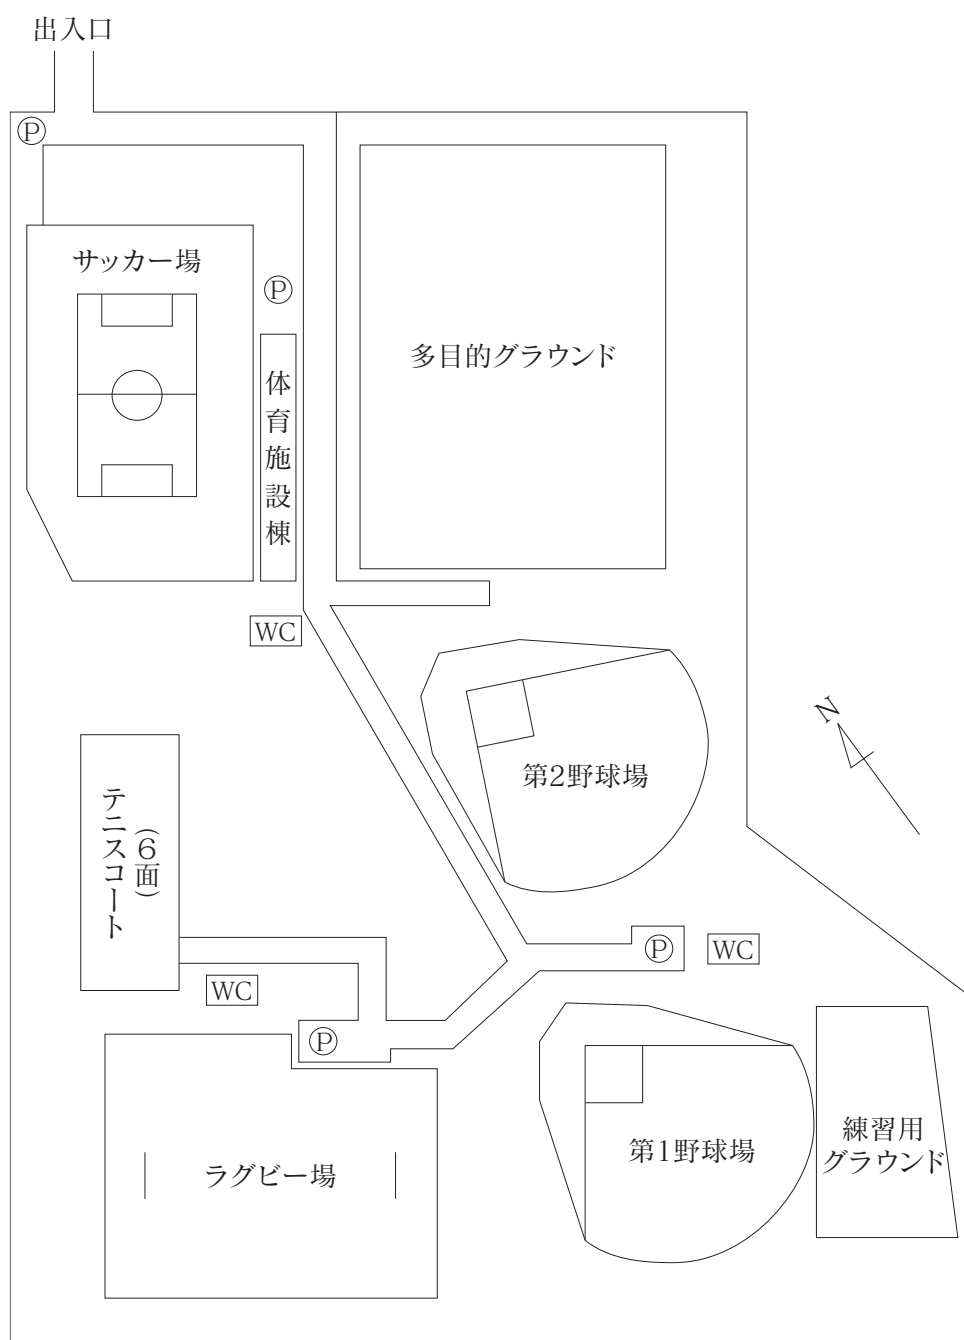 出入口
Ⓟ
サッカー場
Ⓟ
体育施設棟
多目的グラウンド
WC
第2野球場
N
テニスコート
（6面）
WC
Ⓟ
WC
Ⓟ
ラグビー場
第1野球場
練習用
グラウンド